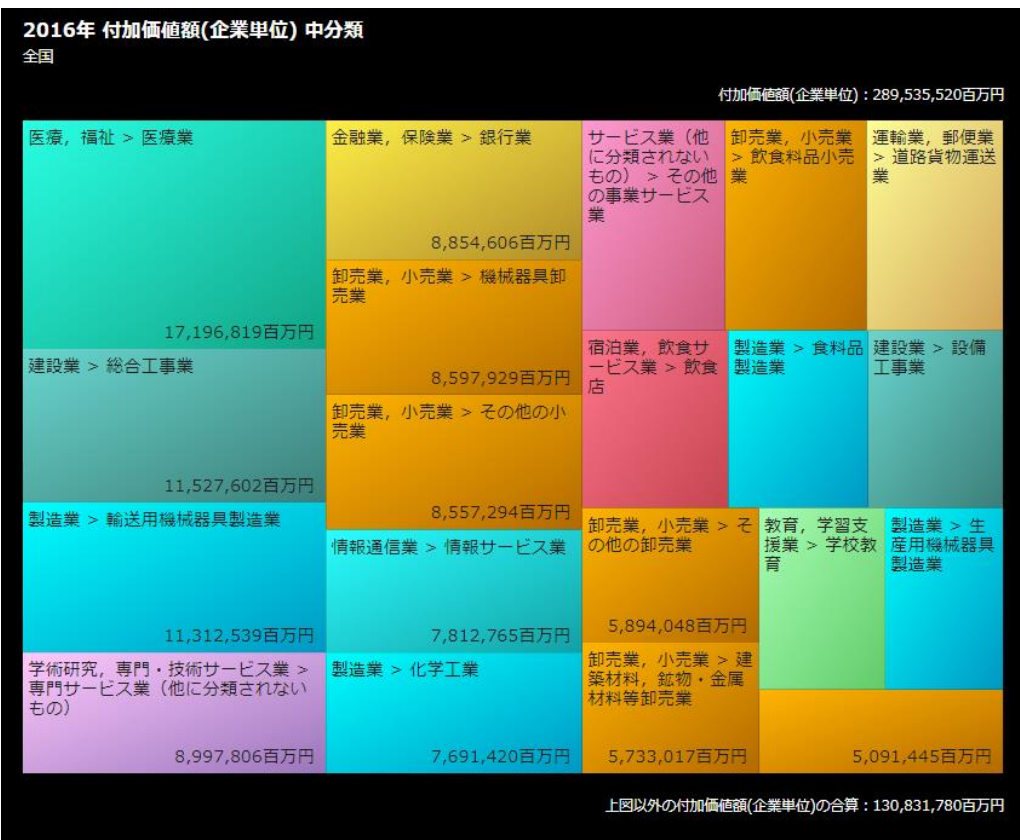 2016年 付加価値額(企業単位) 中分類
全国
付加価値額(企業単位)：289,535,520百万円
医療，福祉 > 医療業
17,196,819百万円
建設業 > 総合工事業
11,527,602百万円
製造業 > 輸送用機械器具製造業
11,312,539百万円
学術研究，専門・技術サービス業 >
専門サービス業（他に分類されない
もの）
8,997,806百万円
金融業，保険業 > 銀行業
8,854,606百万円
卸売業，小売業 > 機械器具卸
売業
8,597,929百万円
卸売業，小売業 > その他の小
売業
8,557,294百万円
情報通信業 > 情報サービス業
7,812,765百万円
製造業 > 化学工業
7,691,420百万円
サービス業（他
に分類されない
もの） > その他
の事業サービス
業
卸売業，小売業
> 飲食料品小売
業
運輸業，郵便業
> 道路貨物運送
業
宿泊業，飲食サ
ービス業 > 飲食
店
製造業 > 食料品
製造業
建設業 > 設備
工事業
卸売業，小売業 > そ
の他の卸売業
5,894,048百万円
教育，学習支
援業 > 学校教
育
製造業 > 生
産用機械器具
製造業
卸売業，小売業 > 建
築材料，鉱物・金属
材料等卸売業
5,733,017百万円
5,091,445百万円
上図以外の付加価値額(企業単位)の合算：130,831,780百万円